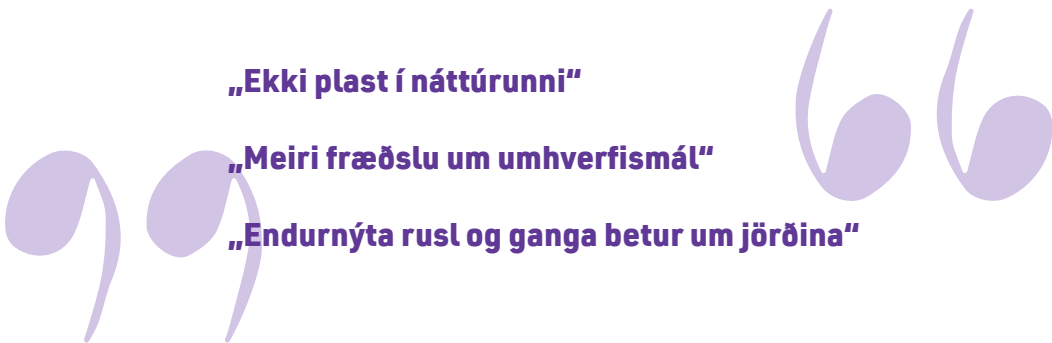 „Ekki plast í náttúrunni“
„Meiri fræðslu um umhverfismál“
„Endurnýta rusl og ganga betur um jörðina“